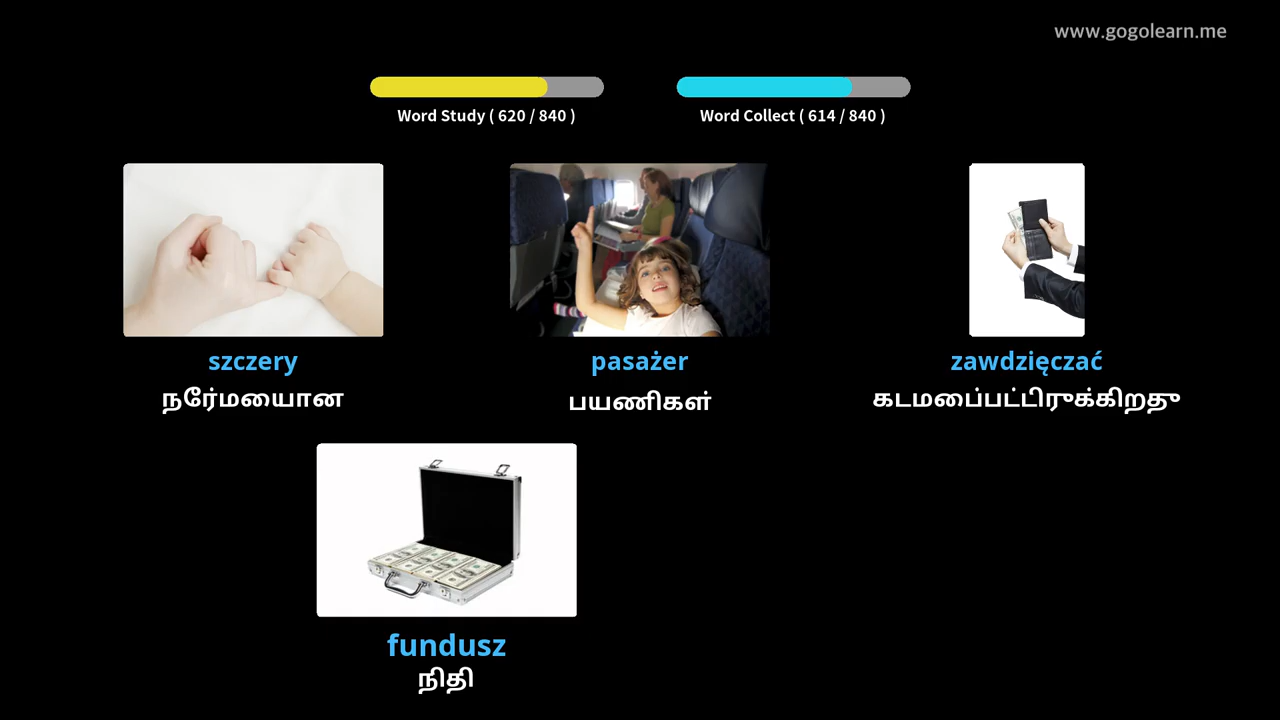 www.gogolearn.me
Word Study ( 620 / 840 )
Word Collect ( 614 / 840 )
szczery
pasażer
zawdzięczać
நேர்மையான
பயணிகள்
கடமைப்பட்டிருக்கிறது
fundusz
நிதி